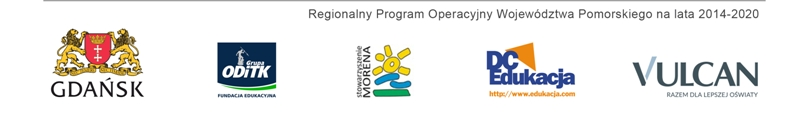 Regionalny Program Operacyjny Województwa Pomorskiego na lata 2014-2020
GDAŃSK
Grupa
ODiTK
FUNDACJA EDUKACYJNA
stowarzyszenie
MORENA
DC
Edukacja
http://www.edukacja.com
VULCAN
RAZEM DLA LEPSZEJ OŚWIATY